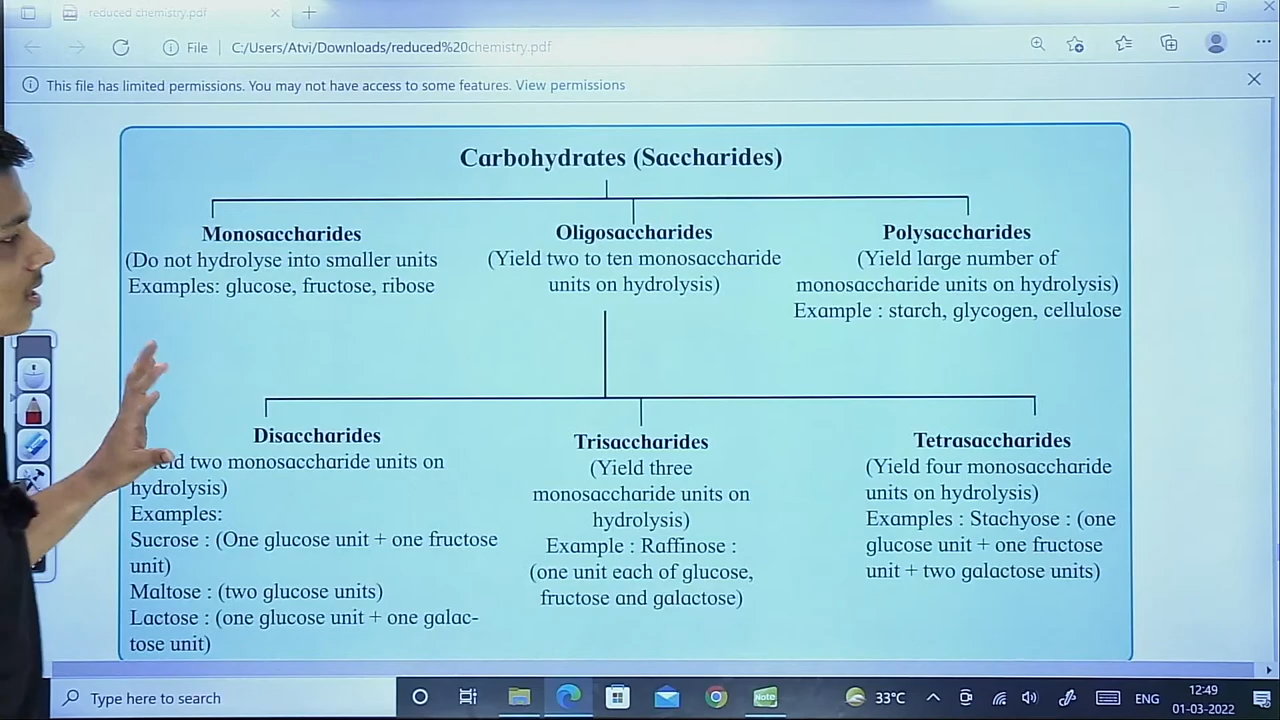 reduced chemistry.pdf
File
C:/Users/Atvi/Downloads/reduced%20chemistry.pdf
This file has limited permissions. You may not have access to some features. View permissions
Carbohydrates (Saccharides)
Monosaccharides
(Do not hydrolyse into smaller units
Examples: glucose, fructose, ribose
Oligosaccharides
(Yield two to ten monosaccharide
units on hydrolysis)
Polysaccharides
(Yield large number of
monosaccharide units on hydrolysis)
Example : starch, glycogen, cellulose
Disaccharides
two monosaccharide units on
hydrolysis)
Examples:
Sucrose : (One glucose unit + one fructose
unit)
Maltose : (two glucose units)
Lactose : (one glucose unit + one galac-
tose unit)
Trisaccharides
(Yield three
monosaccharide units on
hydrolysis)
Example : Raffinose :
(one unit each of glucose,
fructose and galactose)
Tetrasaccharides
(Yield four monosaccharide
units on hydrolysis)
Examples : Stachyose : (one
glucose unit + one fructose
unit + two galactose units)
Type here to search
Note
33°C
ENG
12:49
01-03-2022